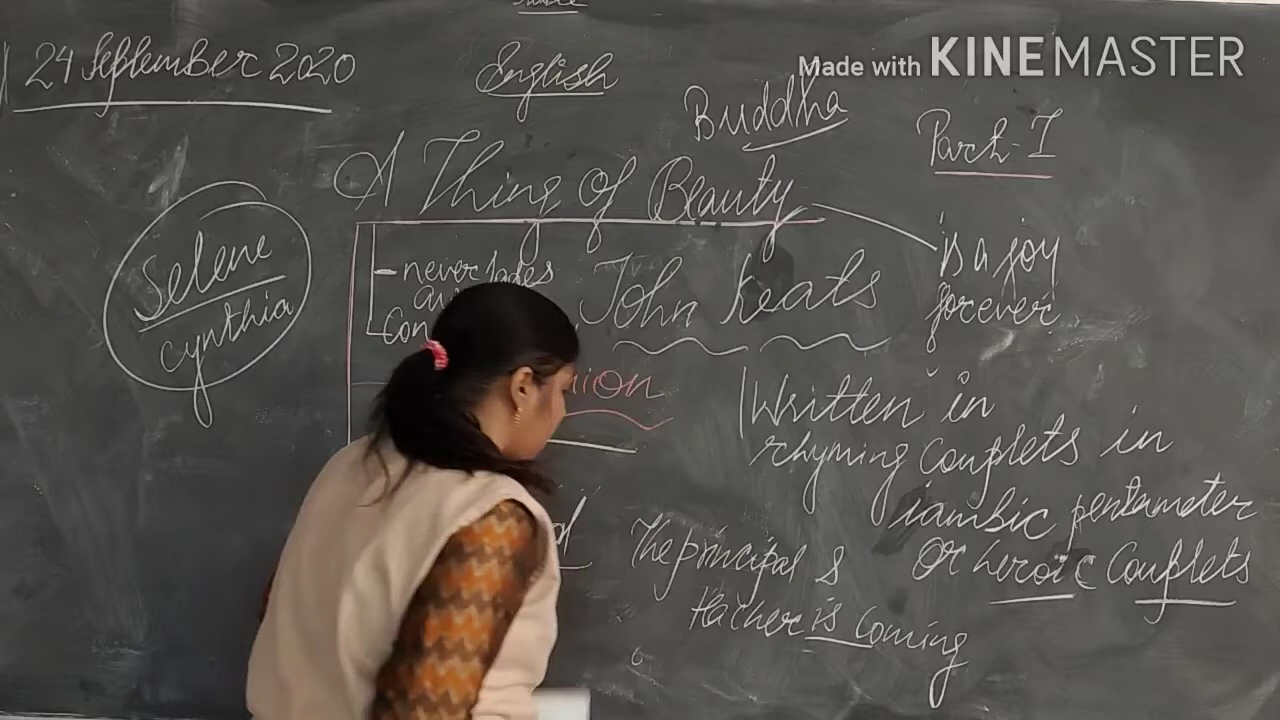 24 September 2020
English
Made with KINEMASTER
Buddha
Part-I
A Thing of Beauty
is a joy
forever
Selene
Cynthia
- never fades
John Keats
Written in
rhyming Couplets in
iambic pentameter
Or heroic Couplets
The principal &
teacher is coming